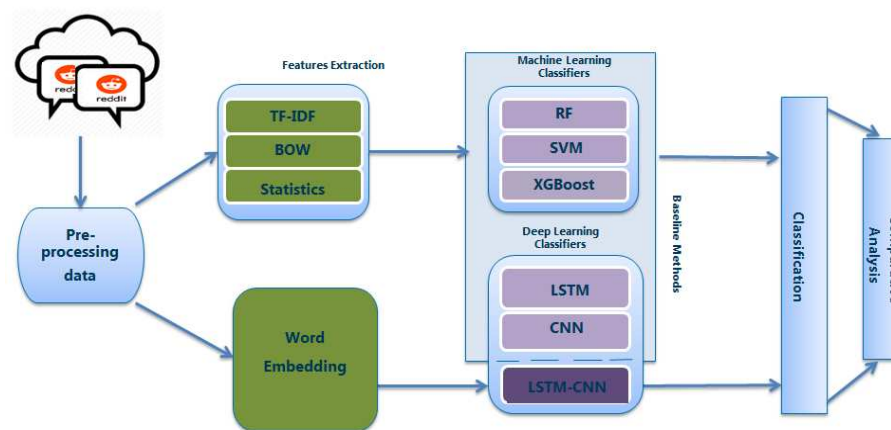 redd
reddit
Features Extraction
TF-IDF
BOW
Statistics
Pre-
processing
data
Word
Embedding
Machine Learning
Classifiers
RF
SVM
XGBoost
Deep Learning
Classifiers
LSTM
CNN
LSTM-CNN
Baseline Methods
Classification
Analysis